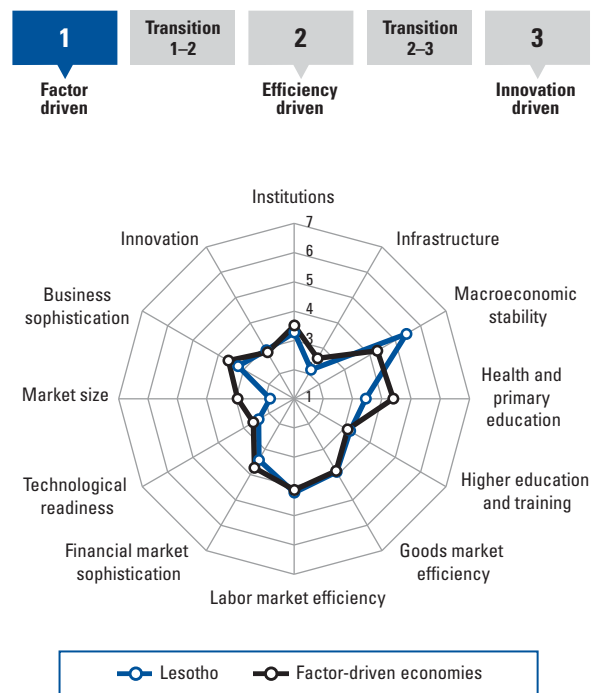 1
Transition
1–2
2
Transition
2–3
3
Factor
driven
Efficiency
driven
Innovation
driven
Institutions
7
Innovation
Infrastructure
6
5
Business
sophistication
Macroeconomic
stability
4
3
Market size
1
Health and
primary
education
Technological
readiness
Higher education
and training
Financial market
sophistication
Goods market
efficiency
Labor market efficiency
Lesotho
Factor-driven economies